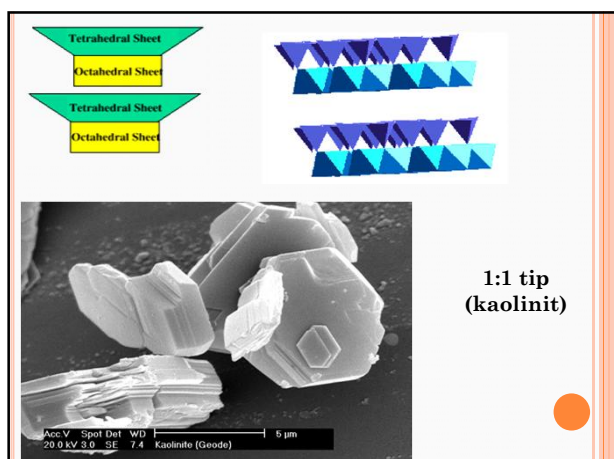 Tetrahedral Sheet
Octahedral Sheet
Tetrahedral Sheet
Octahedral Sheet
1:1 tip
(kaolinit)
Acc.V Spot Det WD 5 µm
20.0 kV 3.0 SE 7.4 Kaolinite (Geode)